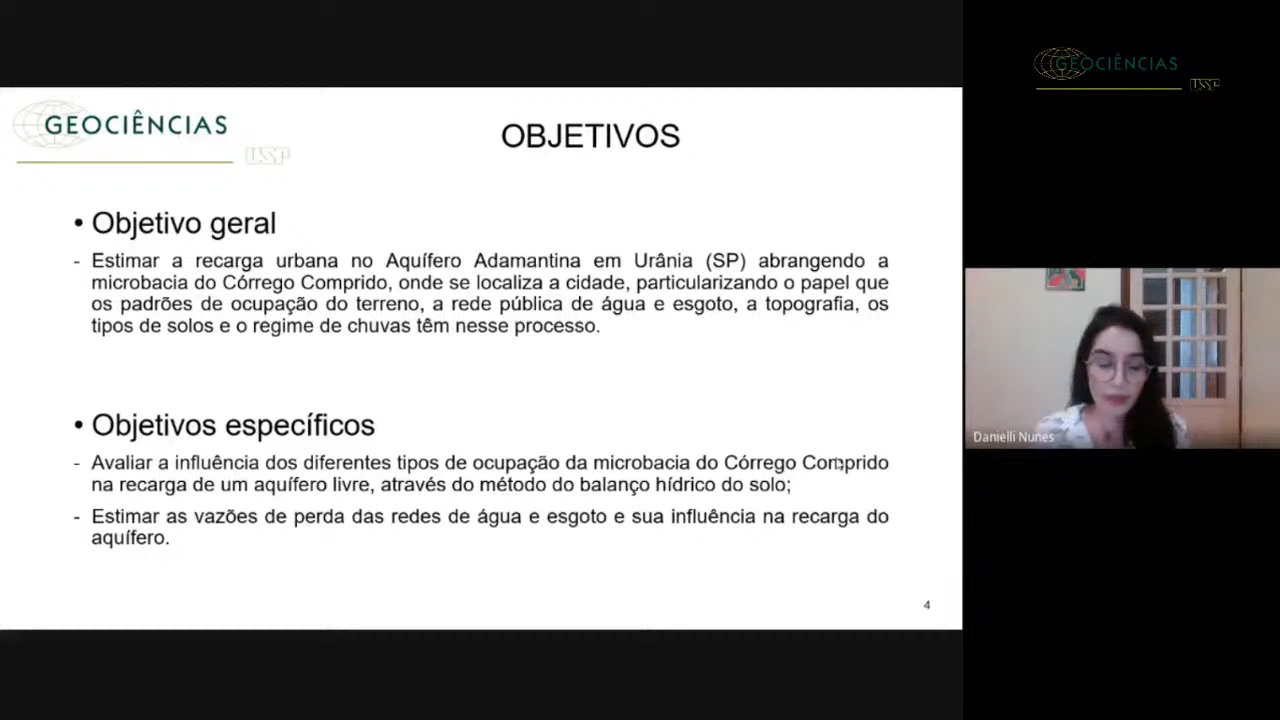 GEOCIÊNCIAS
USP
OBJETIVOS
• Objetivo geral
- Estimar a recarga urbana no Aquífero Adamantina em Urânia (SP) abrangendo a
microbacia do Córrego Comprido, onde se localiza a cidade, particularizando o papel que
os padrões de ocupação do terreno, a rede pública de água e esgoto, a topografia, os
tipos de solos e o regime de chuvas têm nesse processo.
• Objetivos específicos
- Avaliar a influência dos diferentes tipos de ocupação da microbacia do Córrego Comprido
na recarga de um aquífero livre, através do método do balanço hídrico do solo;
- Estimar as vazões de perda das redes de água e esgoto e sua influência na recarga do
aquífero.
4
GEOCIÊNCIAS
USP
Danielli Nunes